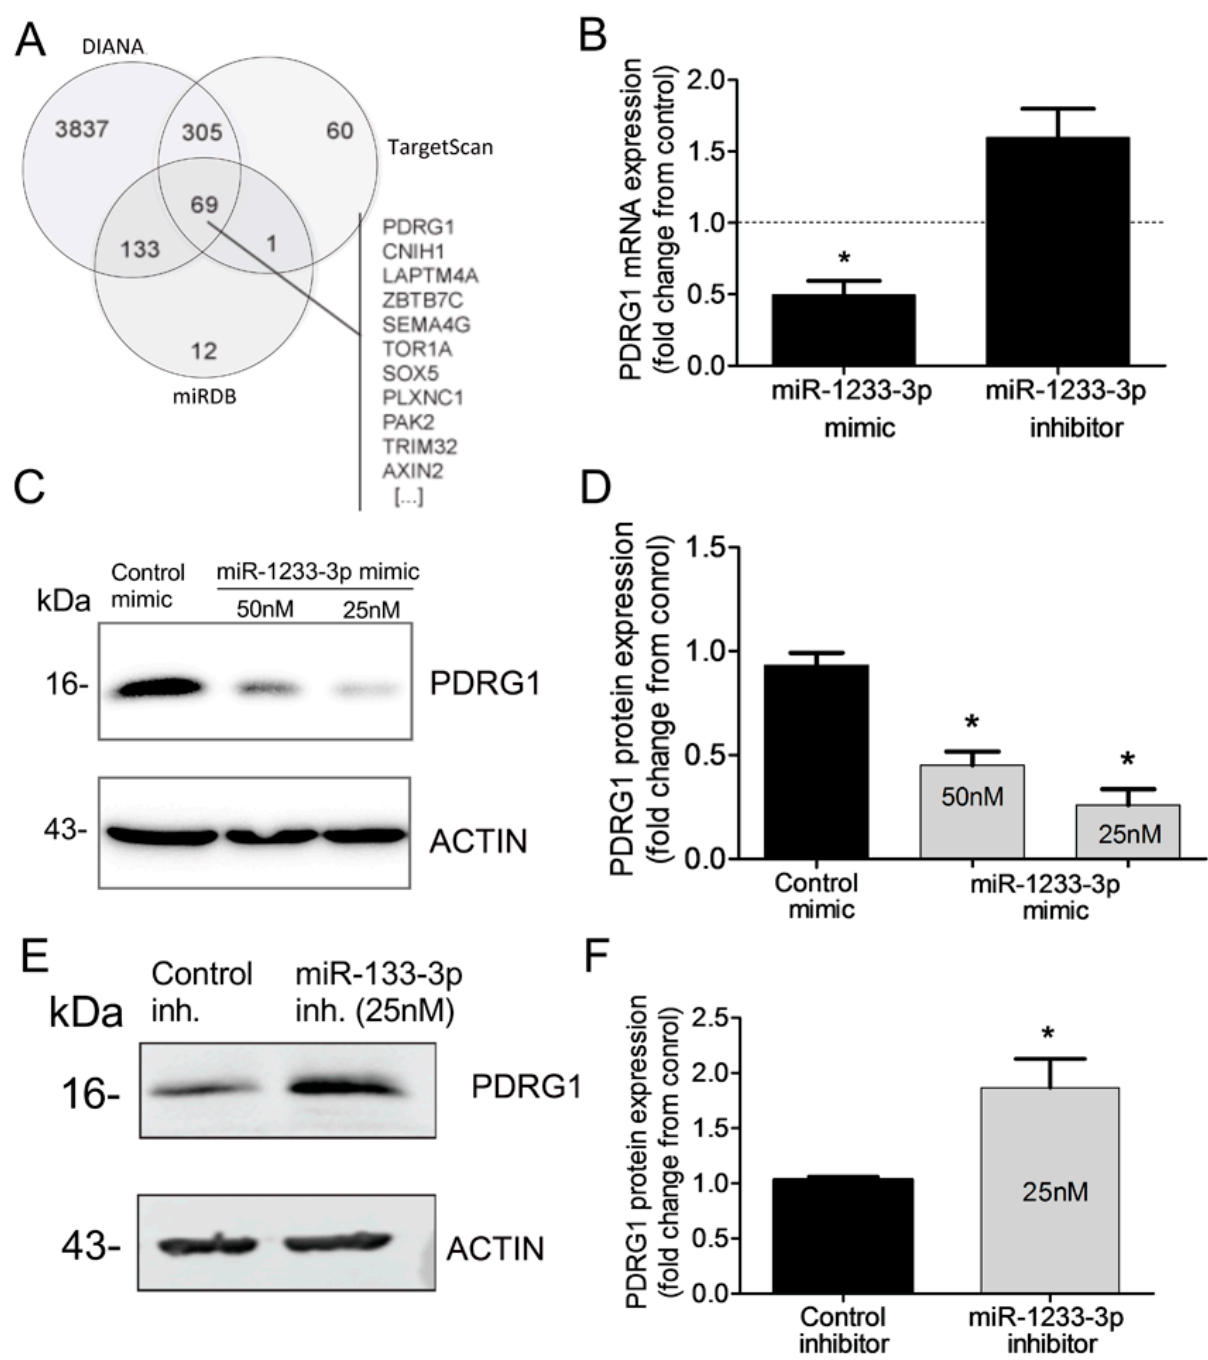 A
DIANA
3837
305
60
TargetScan
69
133
1
12
miRDB
PDRG1
CNIH1
LAPTM4A
ZBTB7C
SEMA4G
TOR1A
SOX5
PLXNC1
PAK2
TRIM32
AXIN2
[...]
B
PDRG1 mRNA expression
(fold change from control)
2.0
1.5
1.0
0.5
0.0
*
miR-1233-3p
mimic
miR-1233-3p
inhibitor
C
kDa
Control
mimic
miR-1233-3p mimic
50nM
25nM
16-
PDRG1
43-
ACTIN
D
PDRG1 protein expression
(fold change from conrol)
1.5
1.0
0.5
0.0
*
*
50nM
25nM
Control
mimic
miR-1233-3p
mimic
E
kDa
Control
inh.
miR-133-3p
inh. (25nM)
16-
PDRG1
43-
ACTIN
F
PDRG1 protein expression
(fold change from conrol)
2.5
2.0
1.5
1.0
0.5
0.0
*
25nM
Control
inhibitor
miR-1233-3p
inhibitor